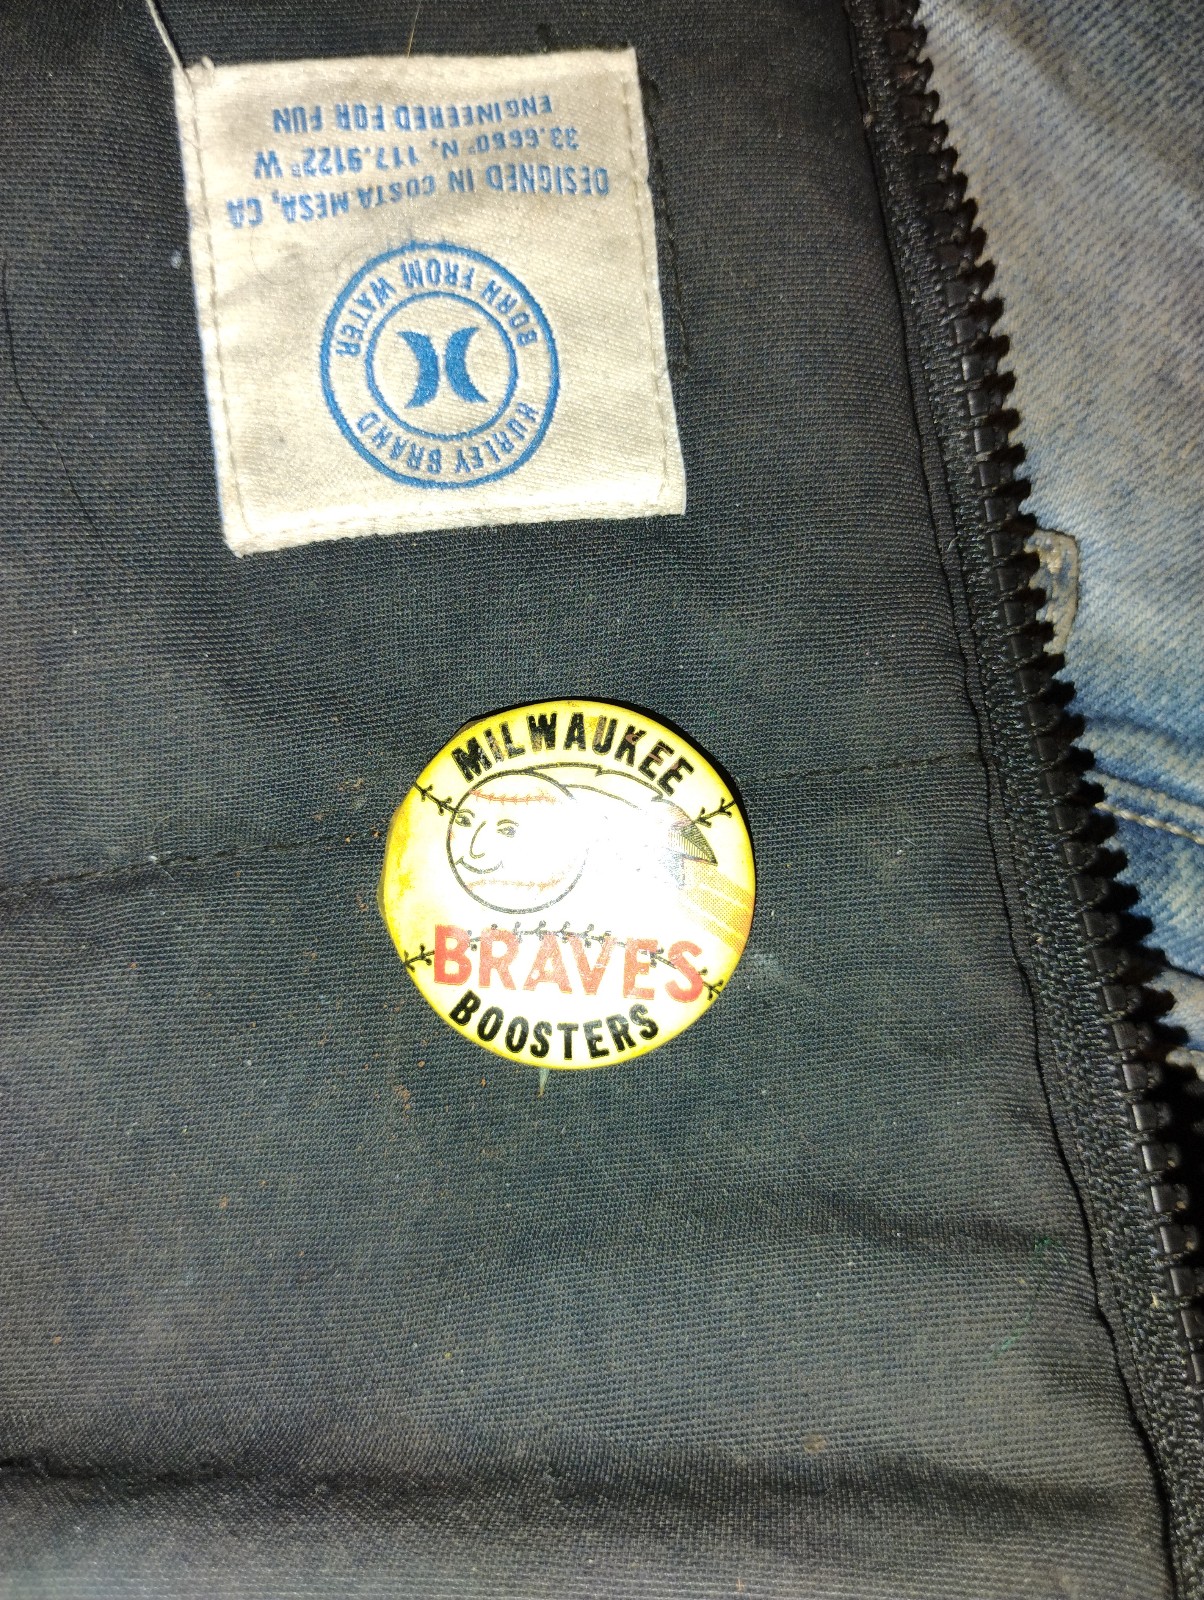 DESIGNED IN COSTA MESA, CA
33.6660° N, 117.9122° W
ENGINEERED FOR FUN
BORN FROM WATER
HURLEY BRAND
MILWAUKEE
BRAVES
BOOSTERS